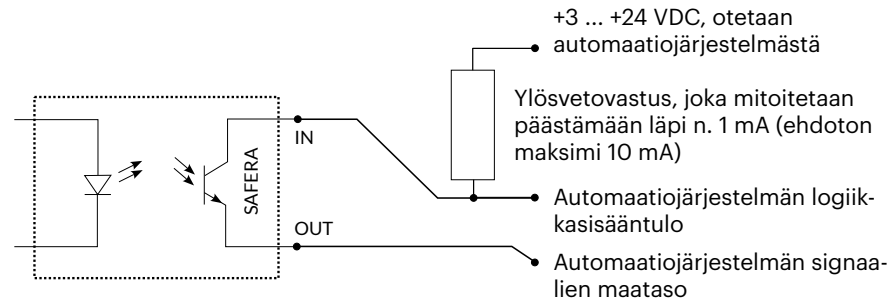 +3 ... +24 VDC, otetaan
automaatiojärjestelmästä
Ylösvetovastus, joka mitoitetaan
päästämään läpi n. 1 mA (ehdoton
maksimi 10 mA)
IN
SAFERA
Automaatiojärjestelmän logiik-
kasisääntulo
OUT
Automaatiojärjestelmän signaa-
lien maataso